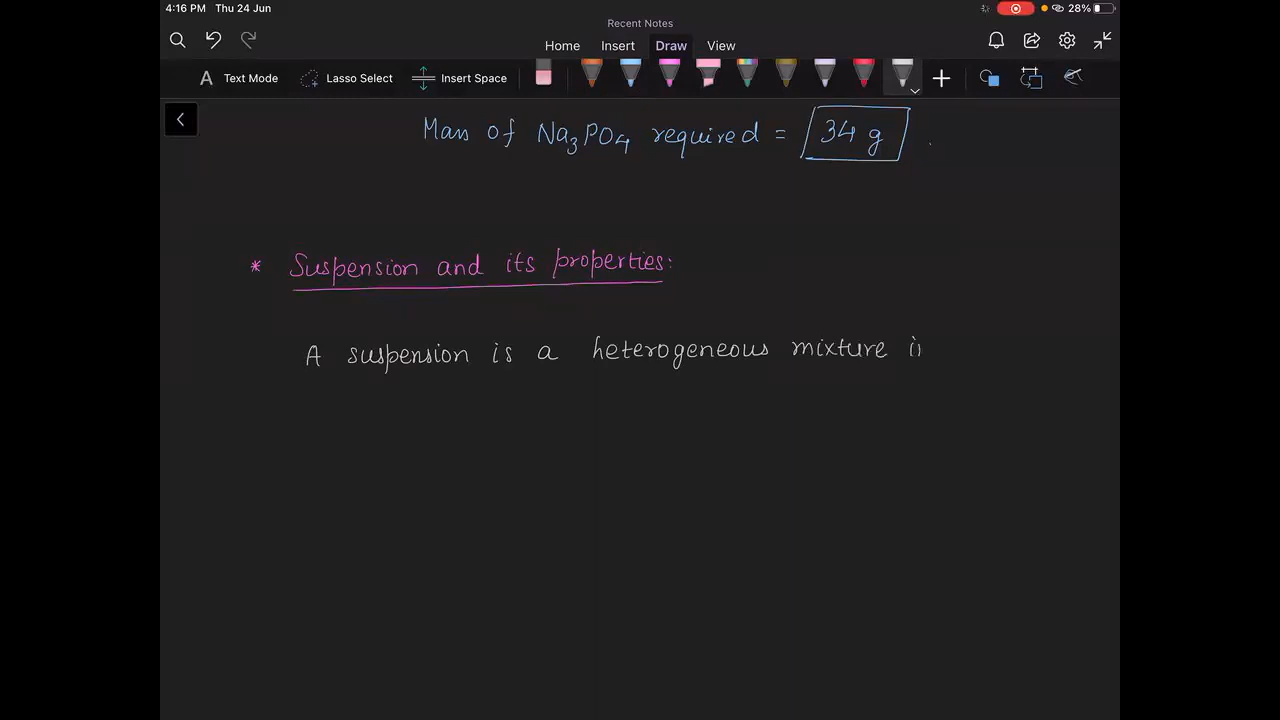 4:16 PM Thu 24 Jun 28%
Recent Notes
Home Insert Draw View
Text Mode Lasso Select Insert Space
Mass of Na₃PO₄ required = 34 g .
* Suspension and its properties:
A suspension is a heterogeneous mixture i